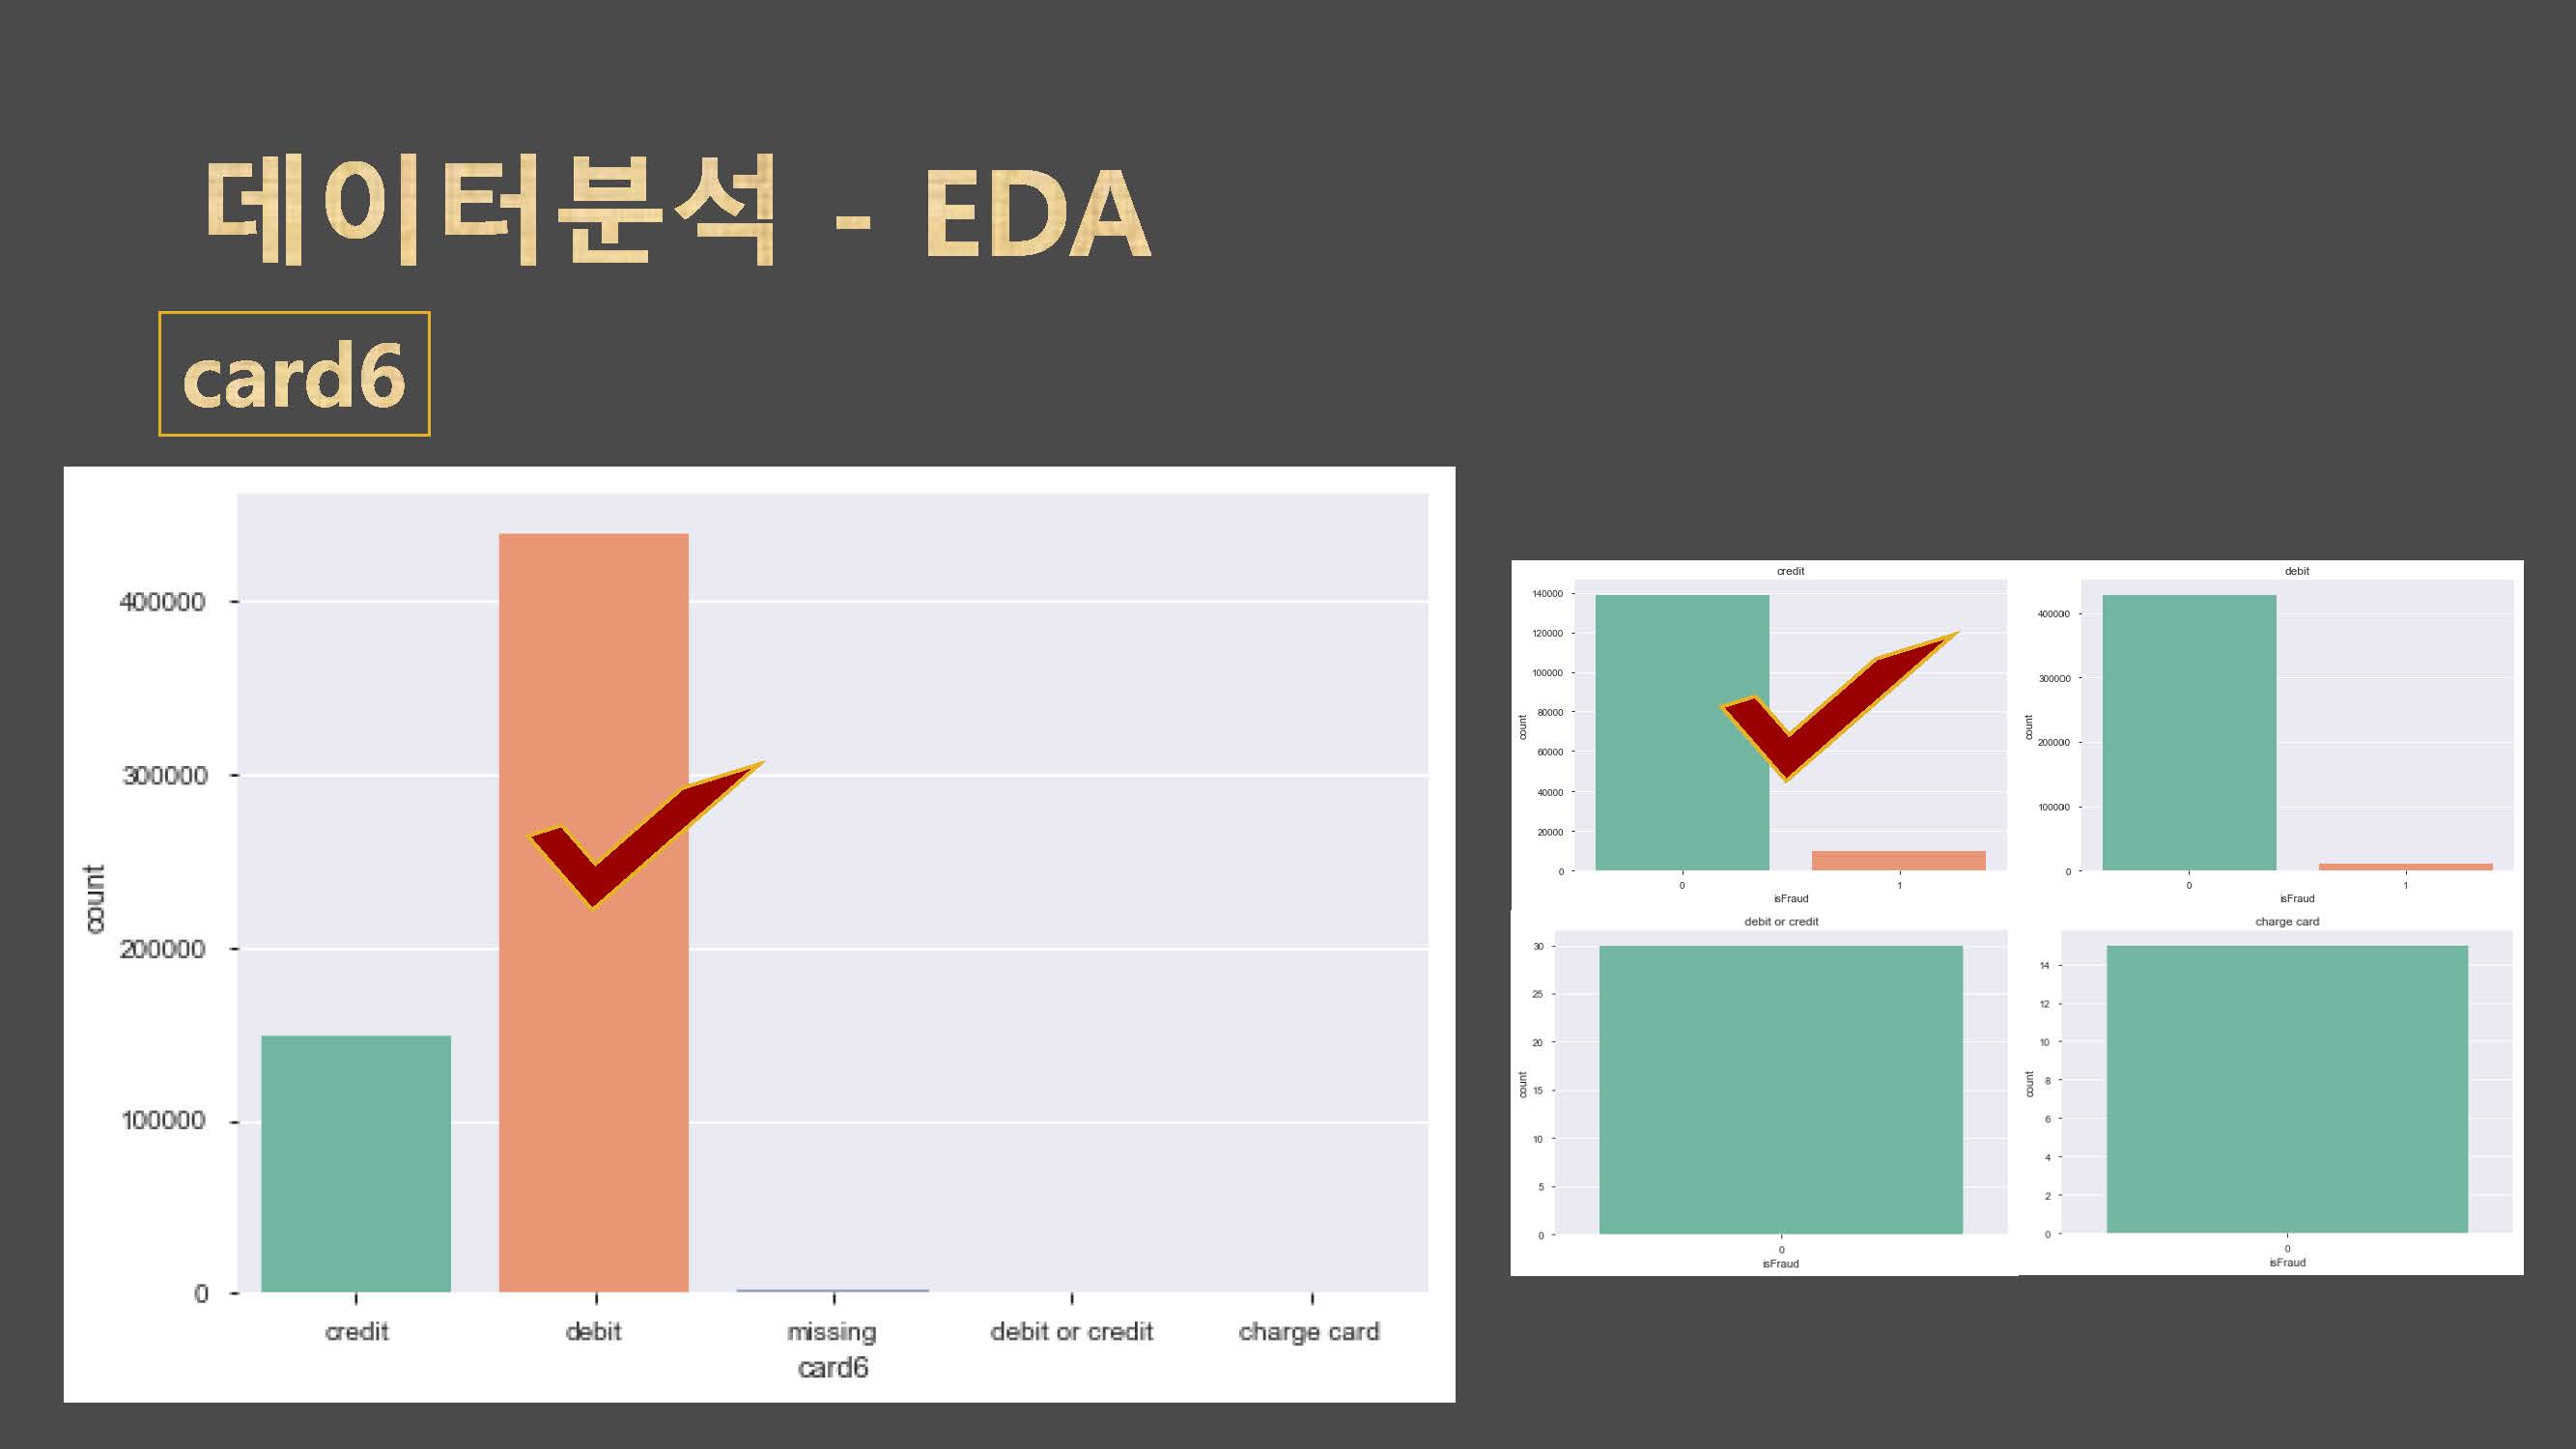 데이터분석 - EDA
card6
400000
300000
200000
100000
0
count
credit debit missing debit or credit charge card
card6
credit
140000
120000
100000
80000
60000
40000
20000
0
count
0 1
isFraud
debit
400000
300000
200000
100000
0
count
0 1
isFraud
debit or credit
30
25
20
15
10
5
0
count
0
isFraud
charge card
14
12
10
8
6
4
2
0
count
0
isFraud